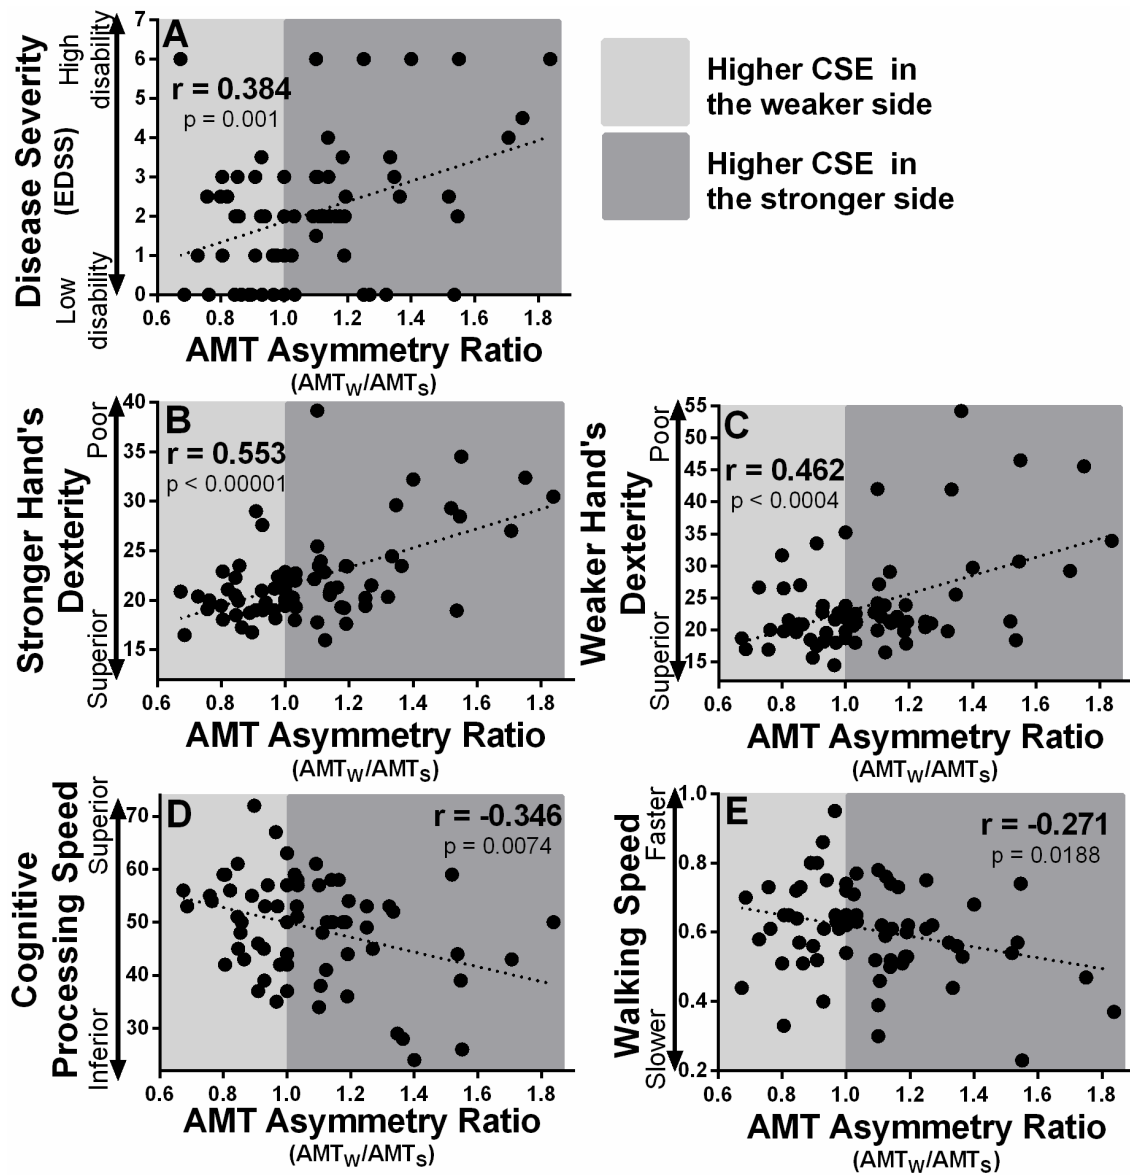 A
r = 0.384
p = 0.001
Disease Severity
(EDSS)
High
disability
Low
disability
7
6
5
4
3
2
1
0
0.6 0.8 1.0 1.2 1.4 1.6 1.8
AMT Asymmetry Ratio
(AMTW/AMTS)
Higher CSE in
the weaker side
Higher CSE in
the stronger side
B
r = 0.553
p < 0.00001
Stronger Hand's
Dexterity
Poor
Superior
40
35
30
25
20
15
0.6 0.8 1.0 1.2 1.4 1.6 1.8
AMT Asymmetry Ratio
(AMTW/AMTS)
C
r = 0.462
p < 0.0004
Weaker Hand's
Dexterity
Poor
Superior
55
50
45
40
35
30
25
20
15
0.6 0.8 1.0 1.2 1.4 1.6 1.8
AMT Asymmetry Ratio
(AMTW/AMTS)
D
r = -0.346
p = 0.0074
Cognitive
Processing Speed
Superior
Inferior
70
60
50
40
30
0.6 0.8 1.0 1.2 1.4 1.6 1.8
AMT Asymmetry Ratio
(AMTW/AMTS)
E
r = -0.271
p = 0.0188
Walking Speed
Faster
Slower
1.0
0.8
0.6
0.4
0.2
0.6 0.8 1.0 1.2 1.4 1.6 1.8
AMT Asymmetry Ratio
(AMTW/AMTS)